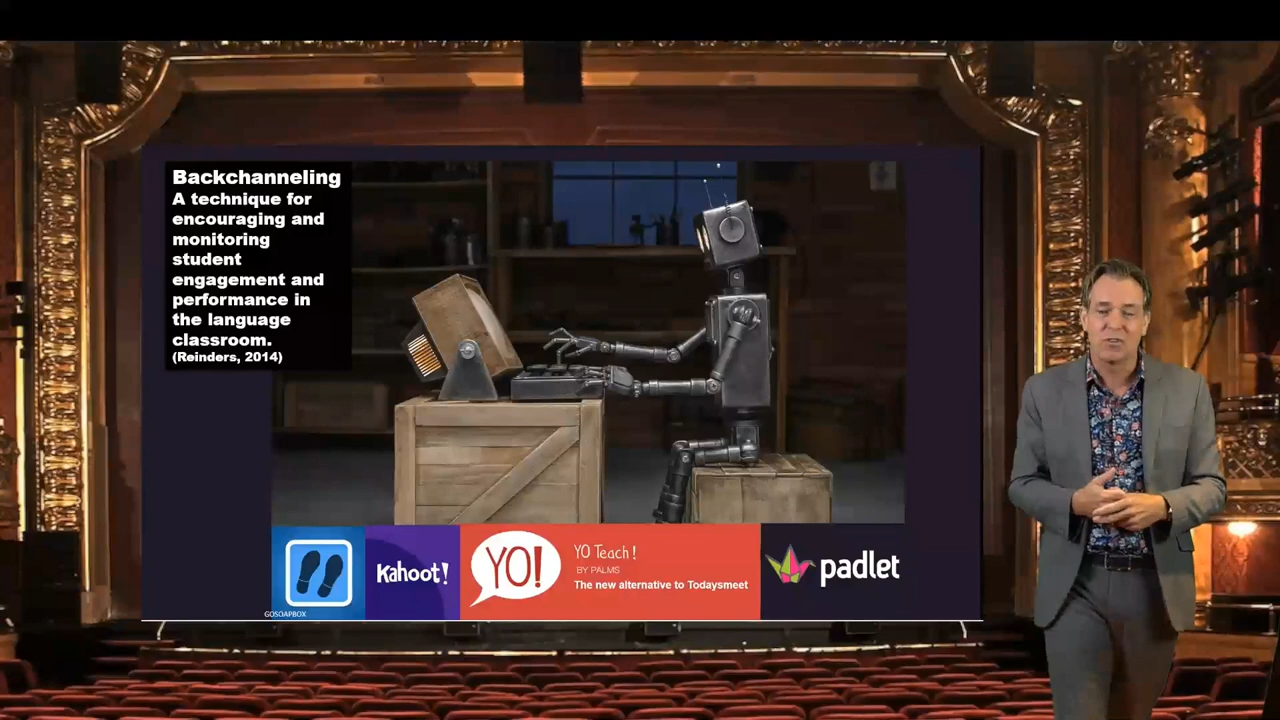 Backchanneling
A technique for
encouraging and
monitoring
student
engagement and
performance in
the language
classroom.
(Reinders, 2014)
GOSOAPBOX
Kahoot!
YO!
YO Teach!
BY PALMS
The new alternative to Todaysmeet
padlet